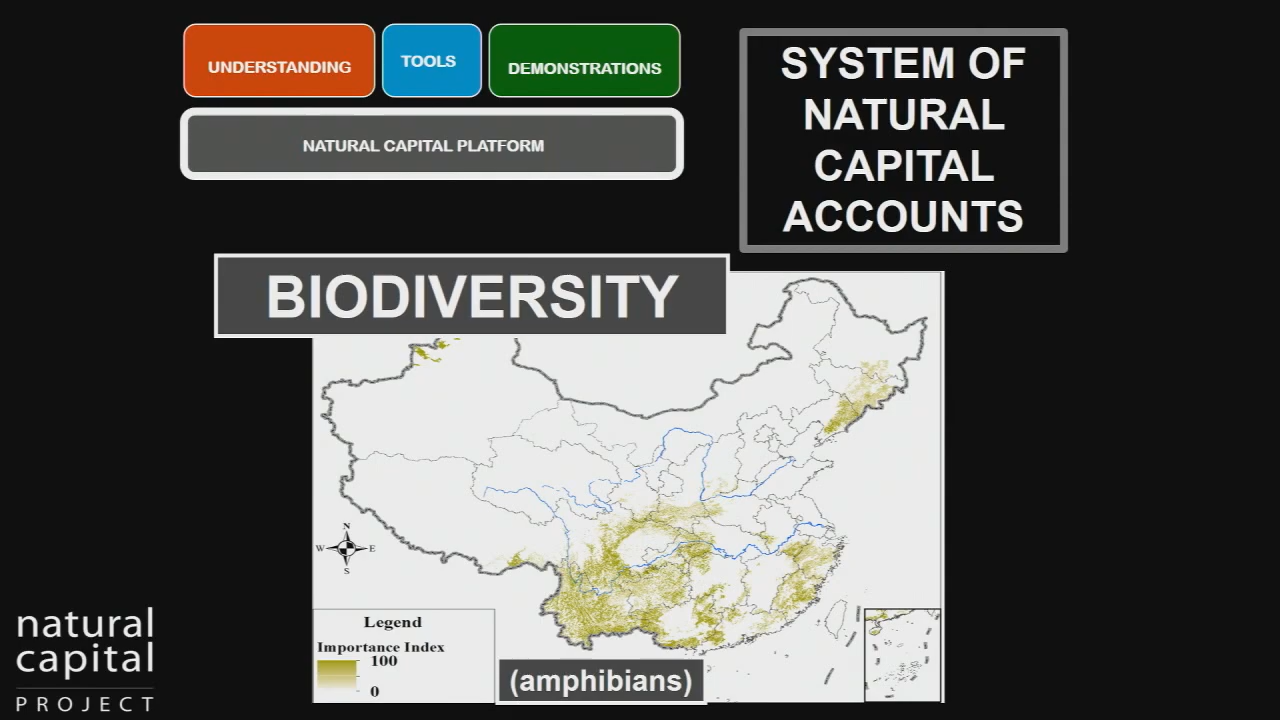 UNDERSTANDING
TOOLS
DEMONSTRATIONS
NATURAL CAPITAL PLATFORM
SYSTEM OF
NATURAL
CAPITAL
ACCOUNTS
BIODIVERSITY
N
W E
S
Legend
Importance Index
100
0
(amphibians)
natural
capital
PROJECT